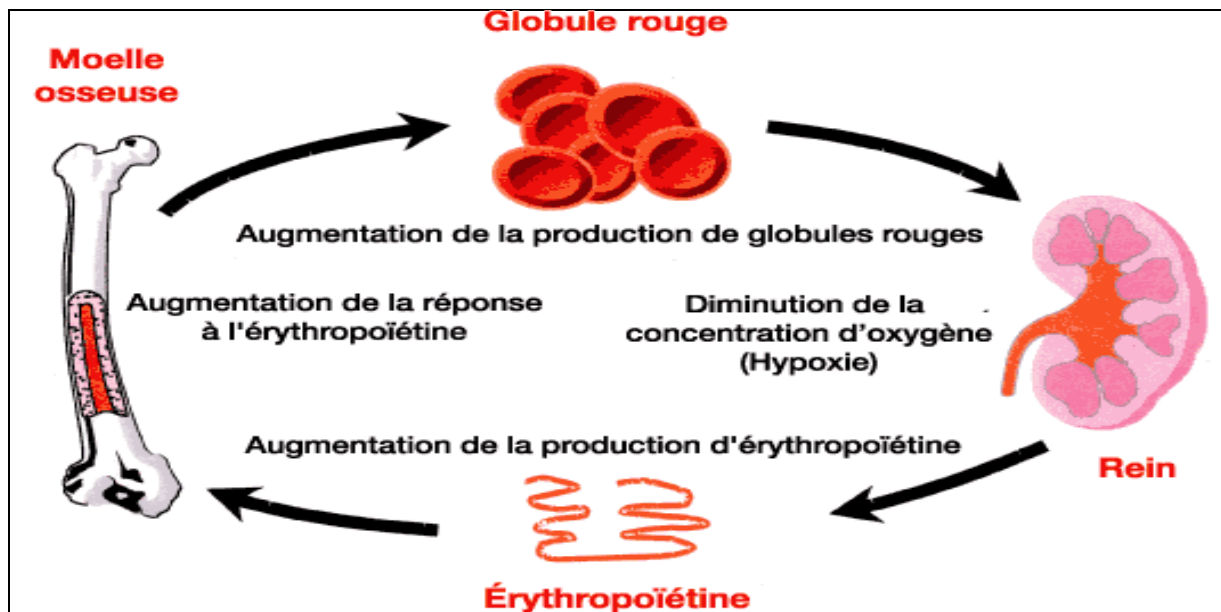 Globule rouge
Moelle
osseuse
Augmentation de la production de globules rouges
Augmentation de la réponse
à l'érythropoïétine
Diminution de la
concentration d'oxygène
(Hypoxie)
Augmentation de la production d'érythropoïétine
Rein
Érythropoïétine